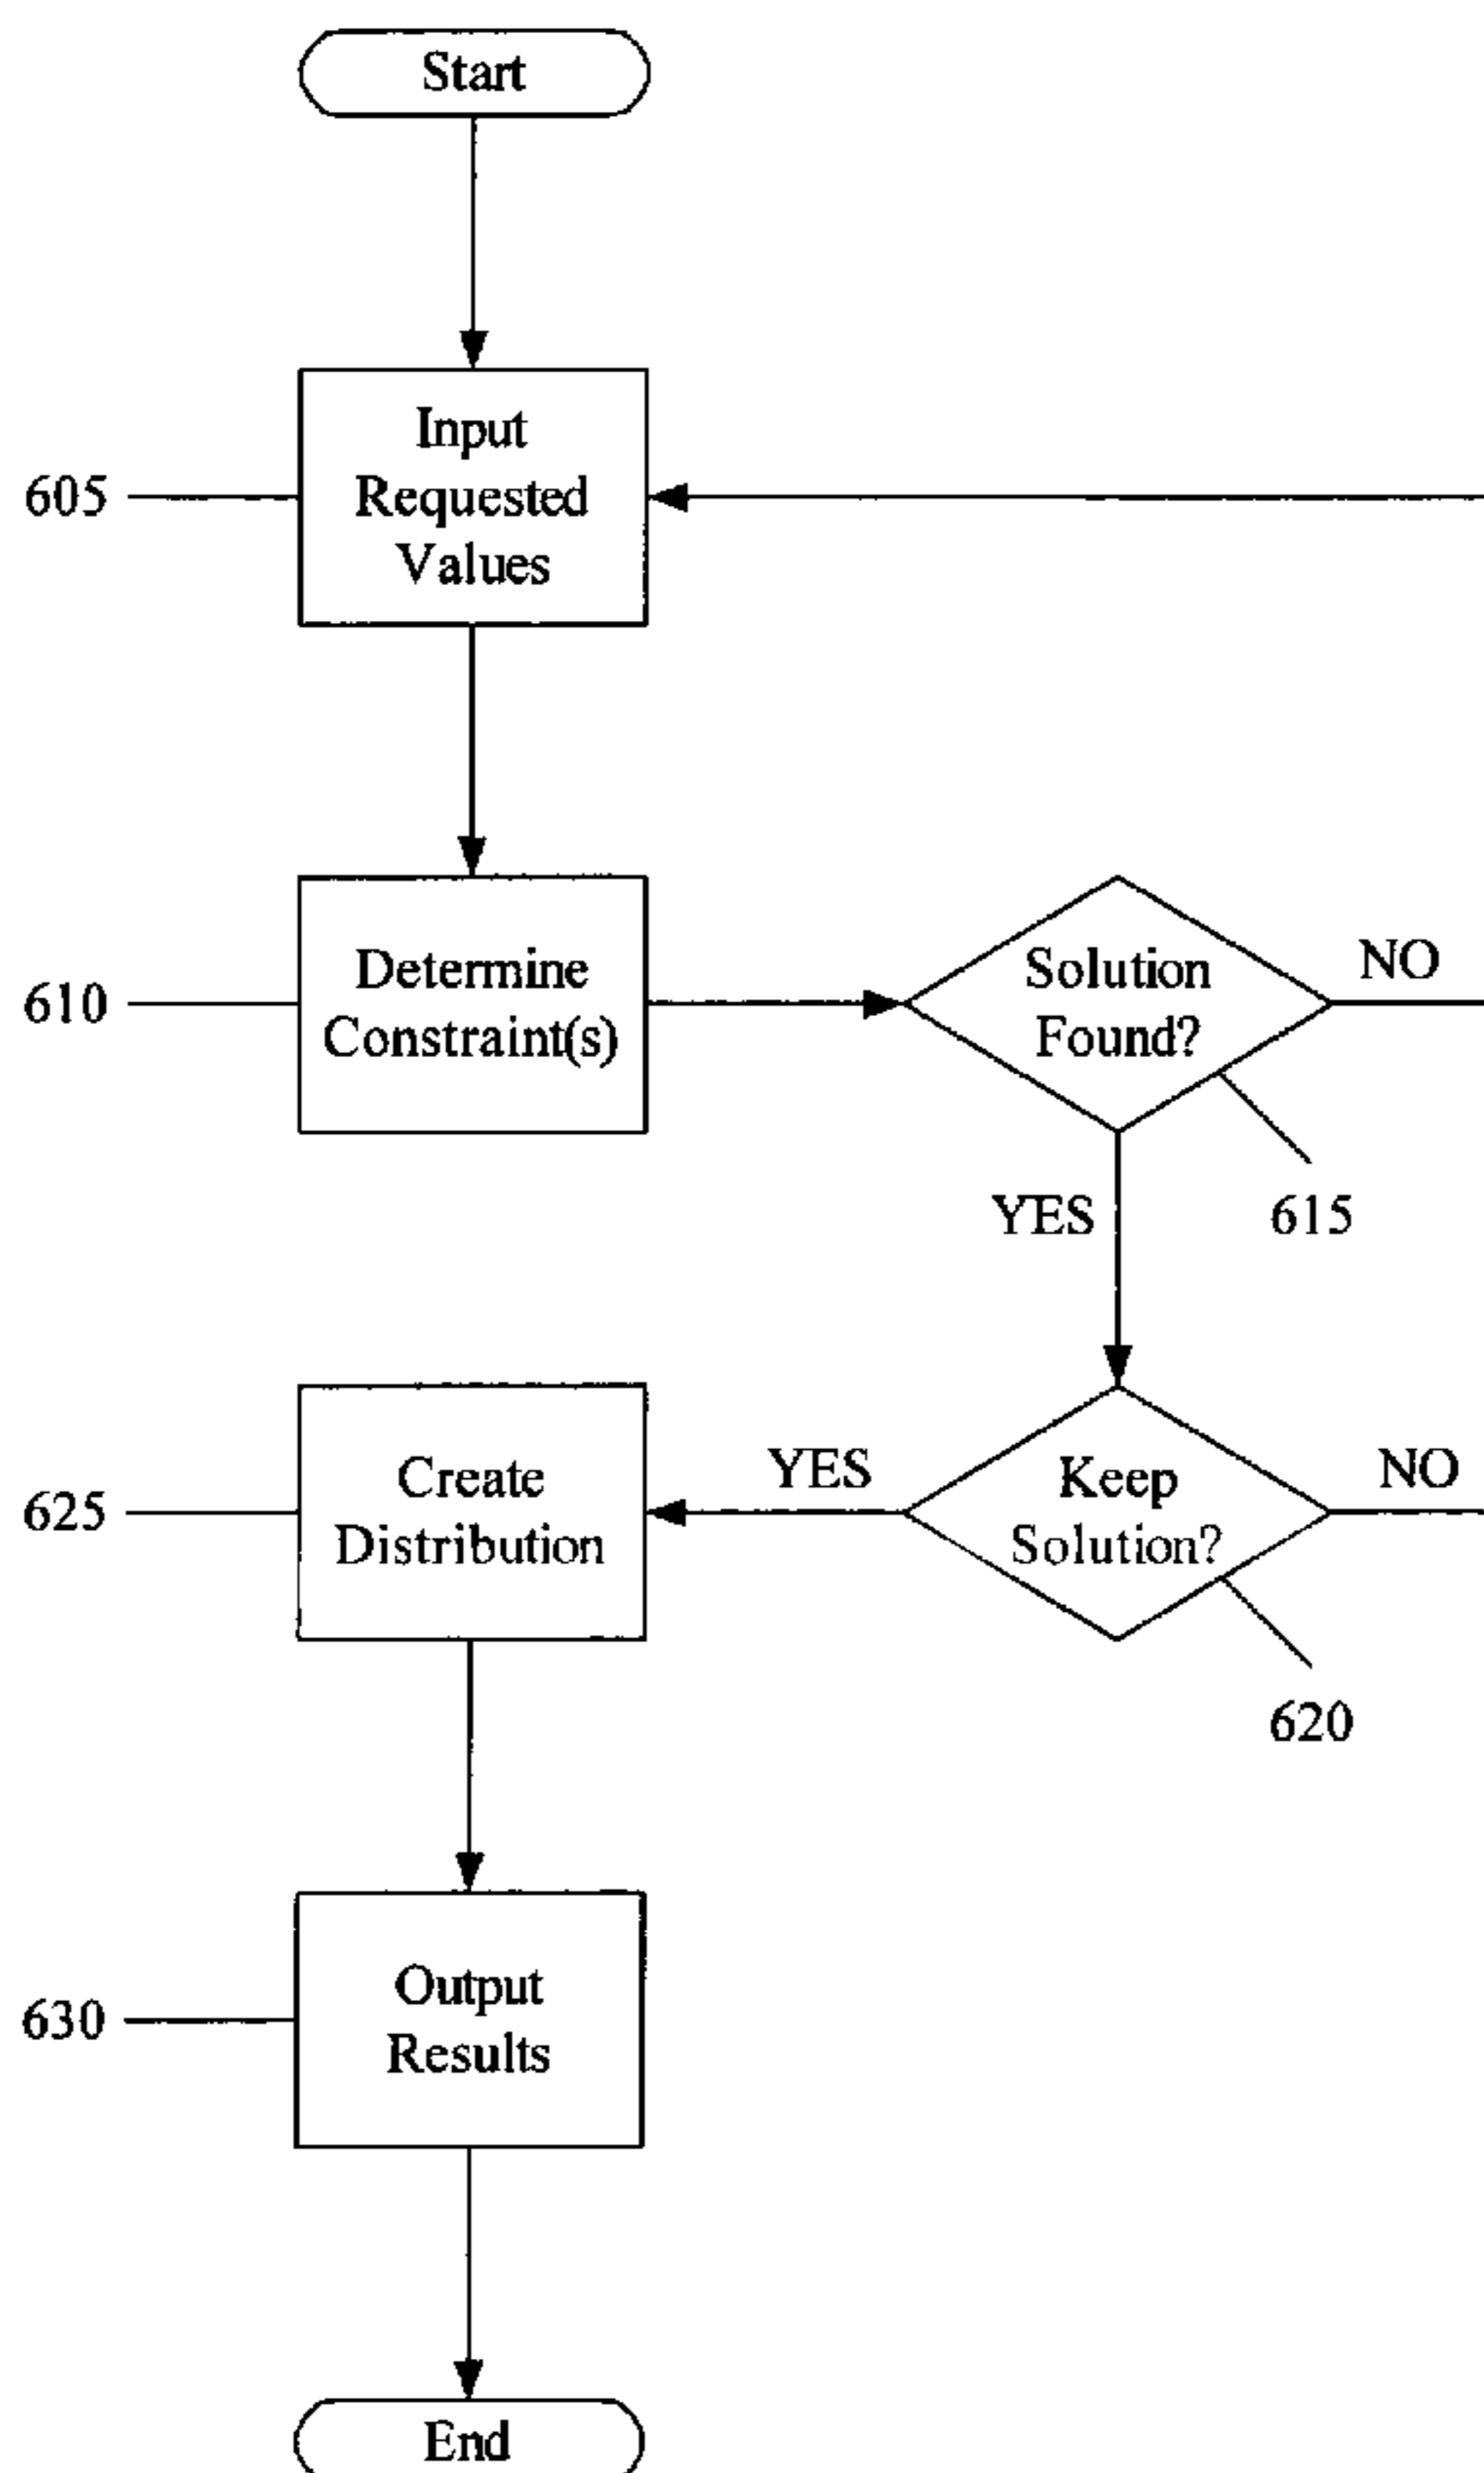 Start
Input
Requested
Values
605
Determine
Constraint(s)
610
Solution
Found?
NO
615
YES
Keep
Solution?
NO
620
YES
Create
Distribution
625
Output
Results
630
End